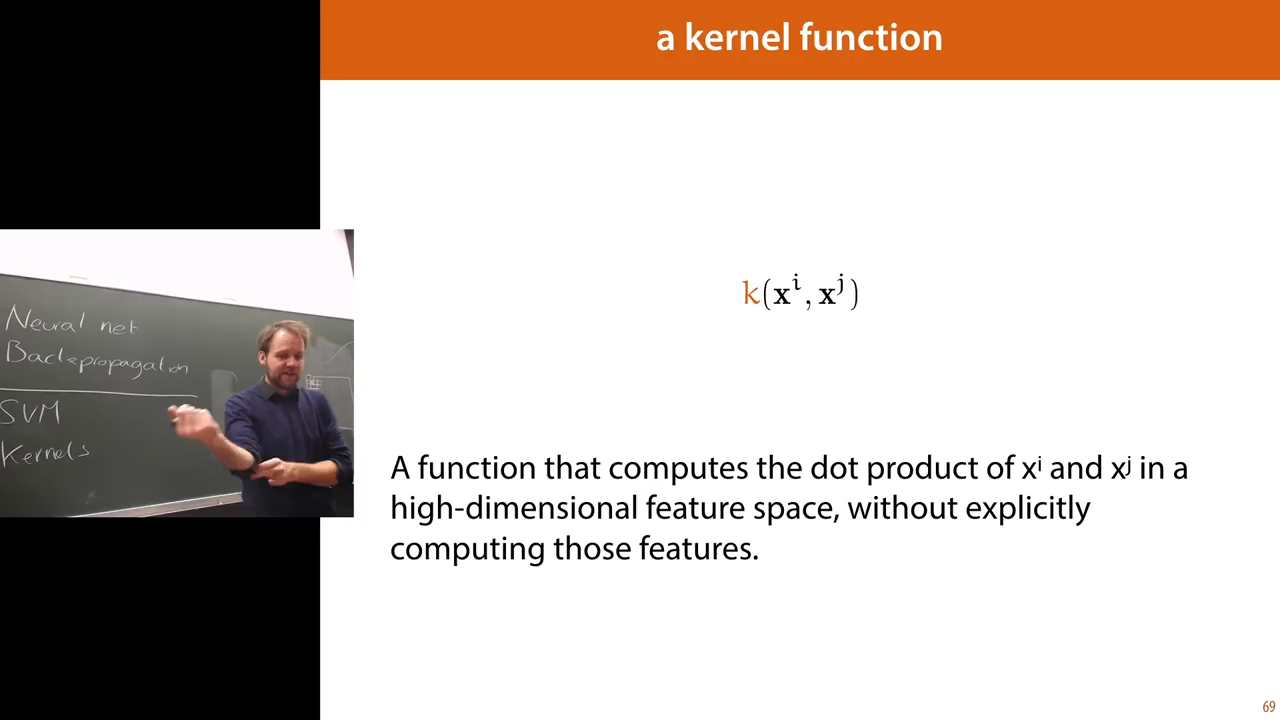 a kernel function
k(xⁱ, xʲ)
Neural net
Backpropagation
SVM
Kernels
A function that computes the dot product of xⁱ and xʲ in a
high-dimensional feature space, without explicitly
computing those features.
69